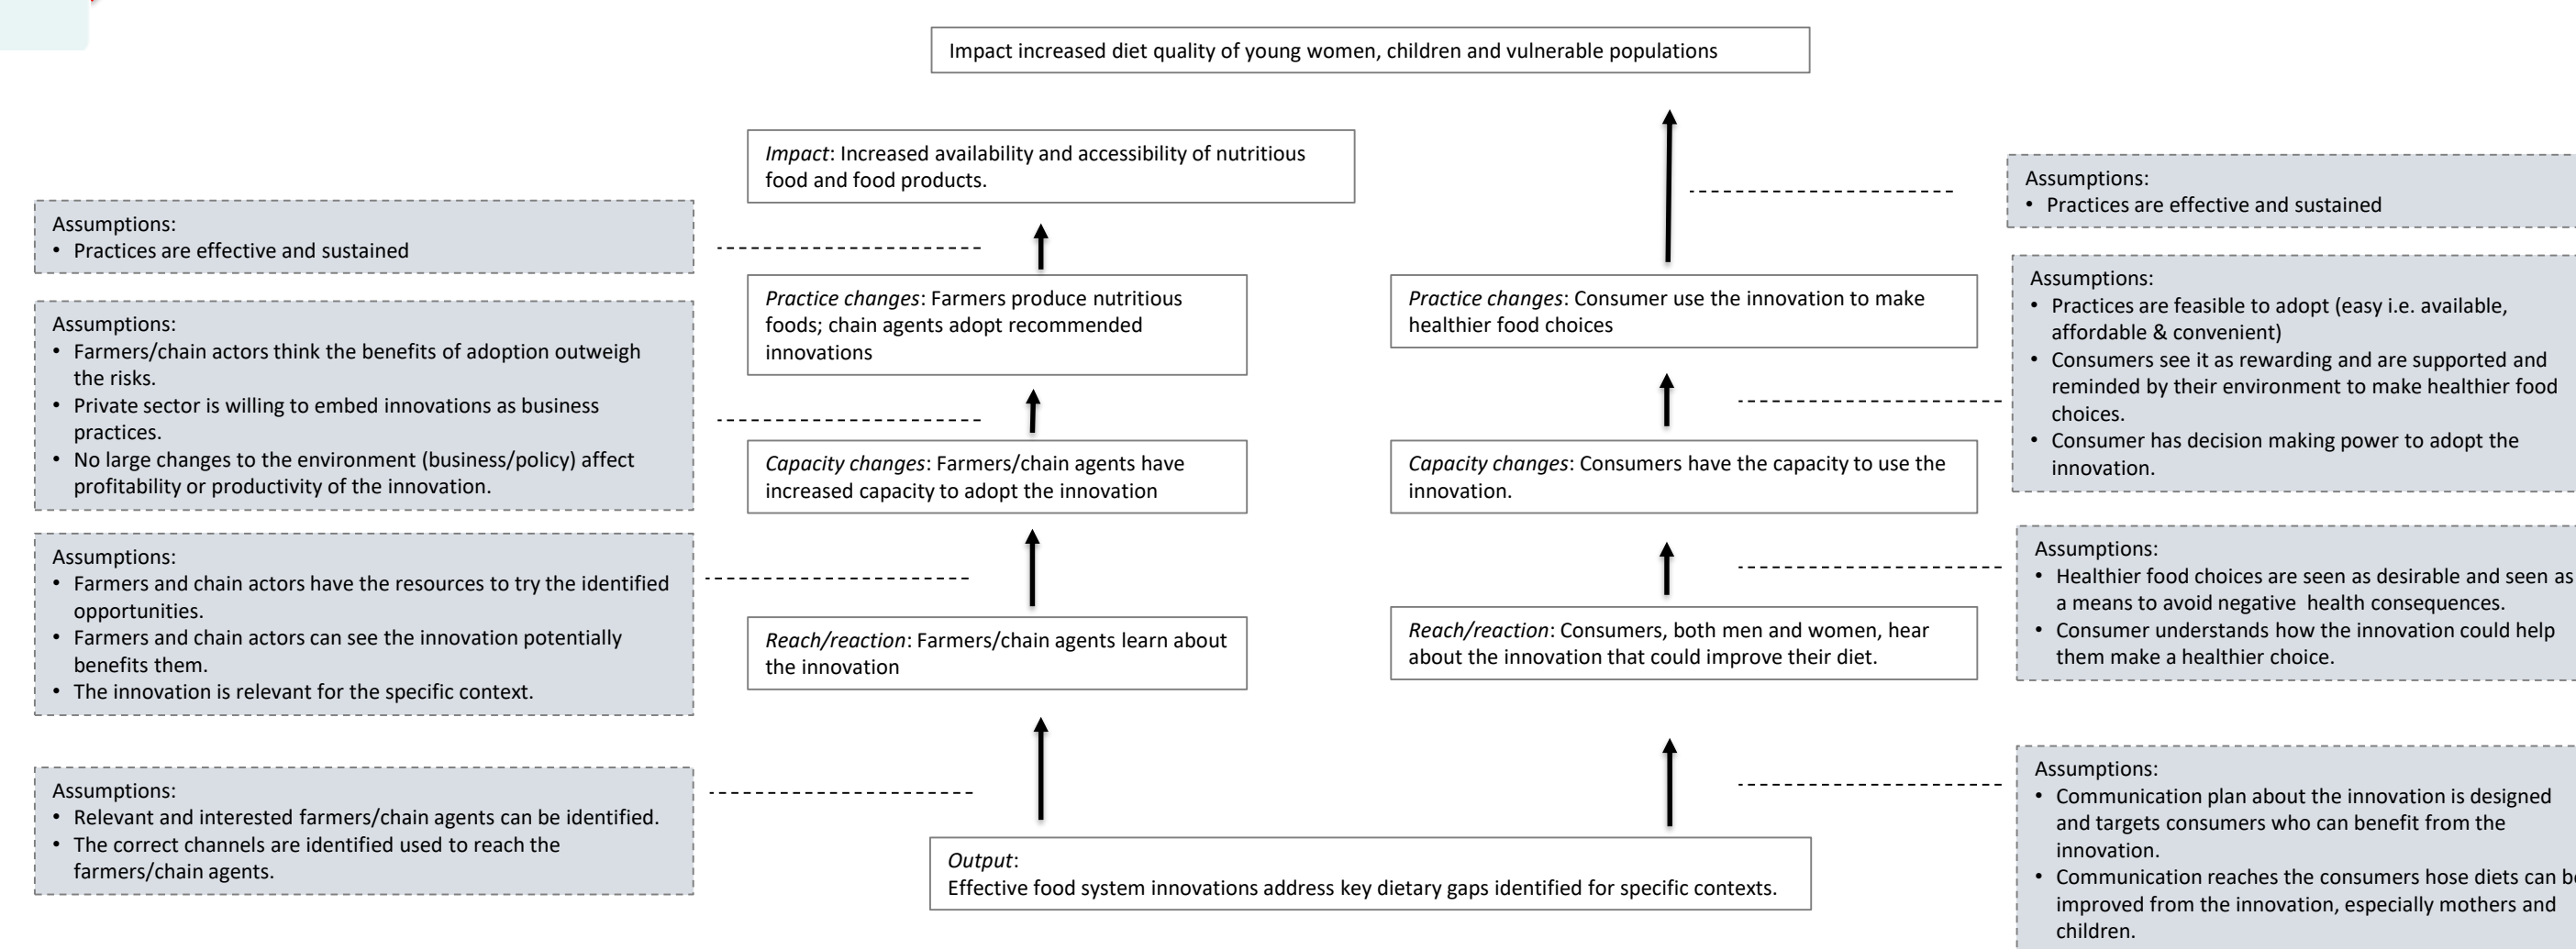 Impact increased diet quality of young women, children and vulnerable populations
Impact: Increased availability and accessibility of nutritious
food and food products.
Assumptions:
• Practices are effective and sustained
Practice changes: Farmers produce nutritious
foods; chain agents adopt recommended
innovations
Assumptions:
• Farmers/chain actors think the benefits of adoption outweigh
the risks.
• Private sector is willing to embed innovations as business
practices.
• No large changes to the environment (business/policy) affect
profitability or productivity of the innovation.
Capacity changes: Farmers/chain agents have
increased capacity to adopt the innovation
Assumptions:
• Farmers and chain actors have the resources to try the identified
opportunities.
• Farmers and chain actors can see the innovation potentially
benefits them.
• The innovation is relevant for the specific context.
Reach/reaction: Farmers/chain agents learn about
the innovation
Assumptions:
• Relevant and interested farmers/chain agents can be identified.
• The correct channels are identified used to reach the
farmers/chain agents.
Assumptions:
• Practices are effective and sustained
Practice changes: Consumer use the innovation to make
healthier food choices
Assumptions:
• Practices are feasible to adopt (easy i.e. available,
affordable & convenient)
• Consumers see it as rewarding and are supported and
reminded by their environment to make healthier food
choices.
• Consumer has decision making power to adopt the
innovation.
Capacity changes: Consumers have the capacity to use the
innovation.
Assumptions:
• Healthier food choices are seen as desirable and seen as
a means to avoid negative  health consequences.
• Consumer understands how the innovation could help
them make a healthier choice.
Reach/reaction: Consumers, both men and women, hear
about the innovation that could improve their diet.
Assumptions:
• Communication plan about the innovation is designed
and targets consumers who can benefit from the
innovation.
• Communication reaches the consumers hose diets can be
improved from the innovation, especially mothers and
children.
Output:
Effective food system innovations address key dietary gaps identified for specific contexts.